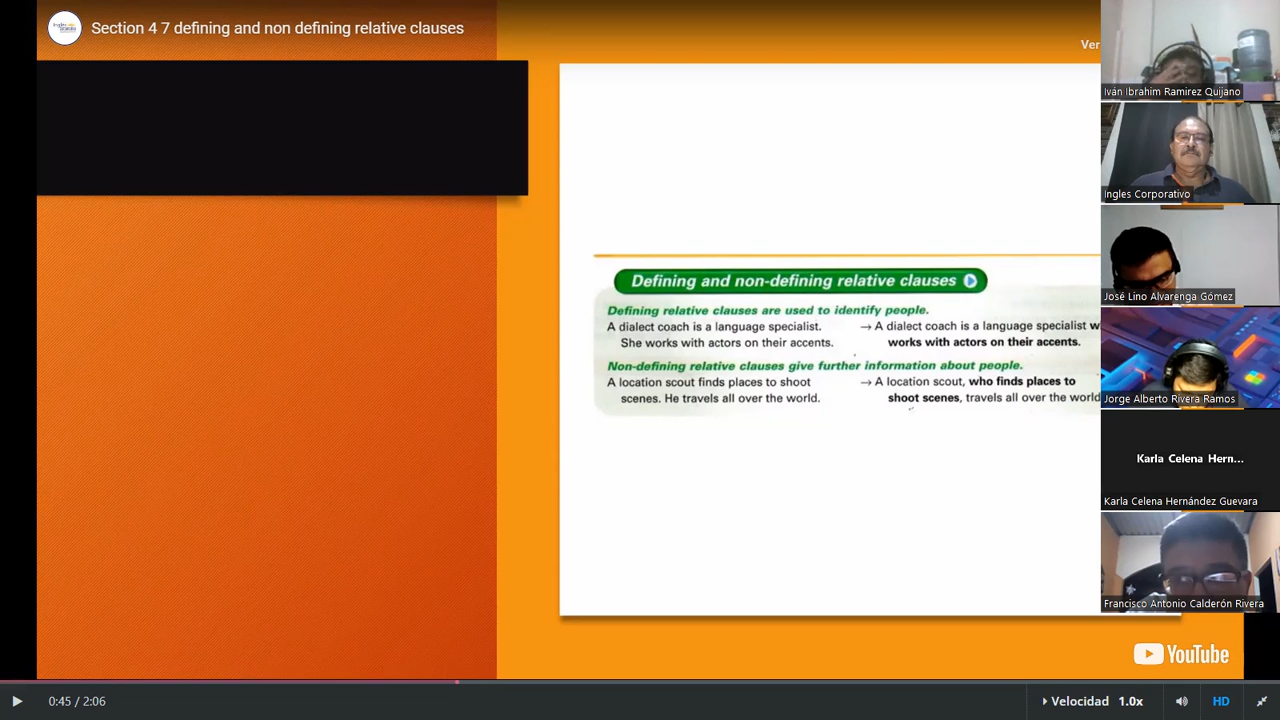 Section 4 7 defining and non defining relative clauses
Ver
Defining and non-defining relative clauses
Defining relative clauses are used to identify people.
A dialect coach is a language specialist. → A dialect coach is a language specialist w
She works with actors on their accents. works with actors on their accents.
Non-defining relative clauses give further information about people.
A location scout finds places to shoot → A location scout, who finds places to
scenes. He travels all over the world. shoot scenes, travels all over the world
Iván Ibrahim Ramirez Quijano
Ingles Corporativo
José Lino Alvarenga Gómez
Jorge Alberto Rivera Ramos
Karla Celena Hern...
Karla Celena Hernández Guevara
Francisco Antonio Calderón Rivera
YouTube
0:45 / 2:06
Velocidad 1.0x
HD